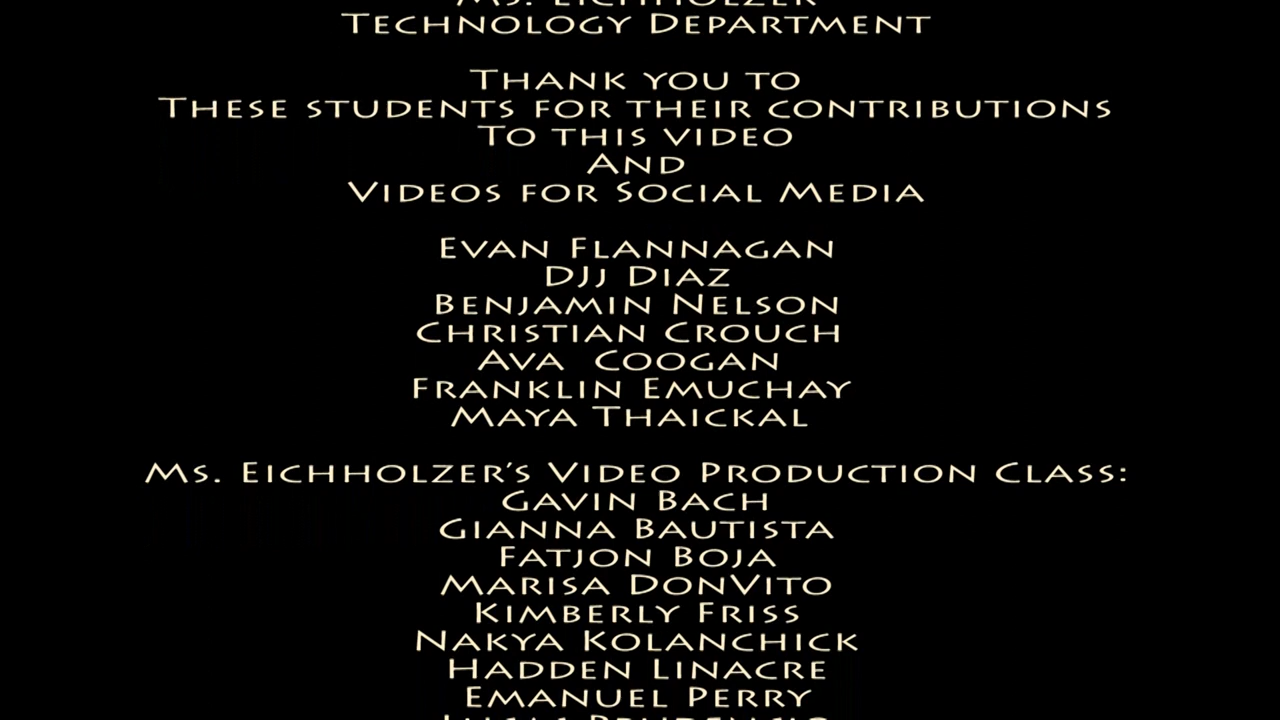 Ms. Eichholzer
Technology Department
Thank you to
These students for their contributions
To this video
And
Videos for Social Media
Evan Flannagan
DJj Diaz
Benjamin Nelson
Christian Crouch
Ava Coogan
Franklin Emuchay
Maya Thaickal
Ms. Eichholzer's Video Production Class:
Gavin Bach
Gianna Bautista
Fatjon Boja
Marisa DonVito
Kimberly Friss
Nakya Kolanchick
Hadden Linacre
Emanuel Perry